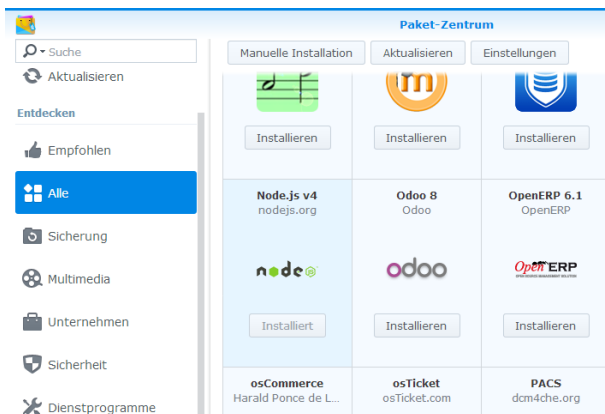 Paket-Zentrum
Suche
Aktualisieren
Entdecken
Empfohlen
Alle
Sicherung
Multimedia
Unternehmen
Sicherheit
Dienstprogramme
Manuelle Installation
Aktualisieren
Einstellungen
m
Installieren
Installieren
Installieren
Node.js v4
nodejs.org
node
Installiert
Odoo 8
Odoo
odoo
Installieren
OpenERP 6.1
OpenERP
Open ERP
Installieren
osCommerce
Harald Ponce de L...
osTicket
osTicket.com
PACS
dcm4che.org